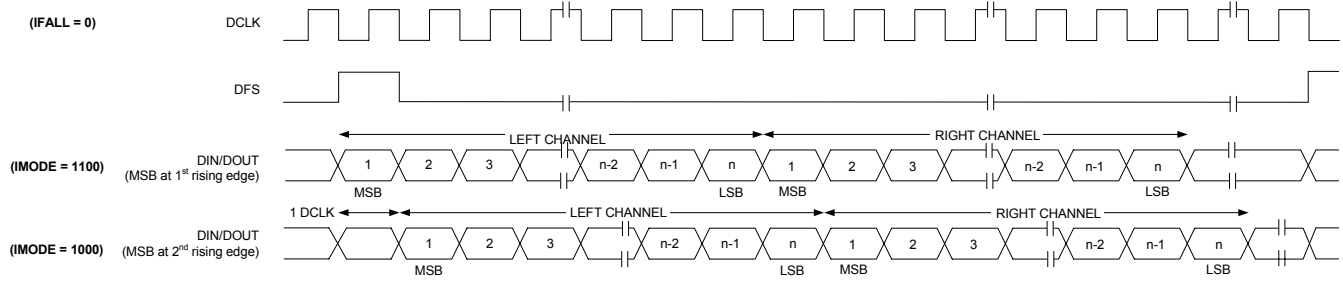 (IFALL = 0) DCLK
DFS
LEFT CHANNEL RIGHT CHANNEL
(IMODE = 1100) DIN/DOUT 1 2 3 n-2 n-1 n 1 2 3 n-2 n-1 n
(MSB at 1st rising edge)
MSB LSB MSB LSB
1 DCLK LEFT CHANNEL RIGHT CHANNEL
(IMODE = 1000) DIN/DOUT 1 2 3 n-2 n-1 n 1 2 3 n-2 n-1 n
(MSB at 2nd rising edge)
MSB LSB MSB LSB